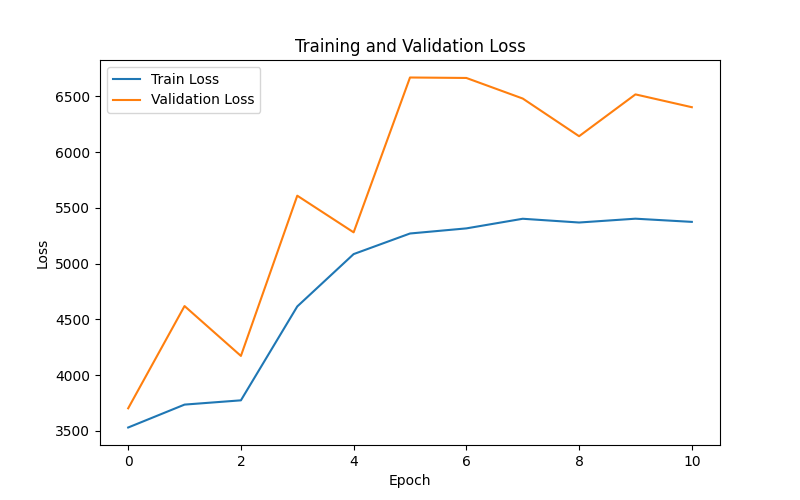 Training and Validation Loss
Train Loss
Validation Loss
6500
6000
5500
5000
4500
4000
3500
Loss
0 2 4 6 8 10
Epoch